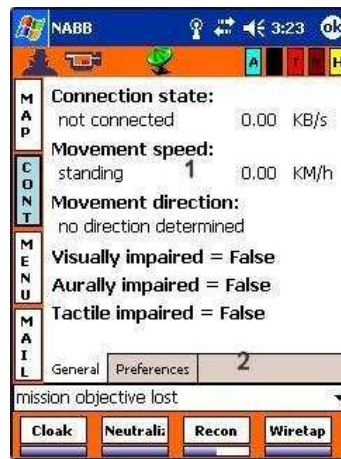 NABB 3:23 ok
A T H
MAP
CONT
MENU
MAIL
Connection state:
not connected 0.00 KB/s
Movement speed:
standing 1 0.00 KM/h
Movement direction:
no direction determined
Visually impaired = False
Aurally impaired = False
Tactile impaired = False
General Preferences 2
mission objective lost
Cloak Neutrali: Recon Wiretap